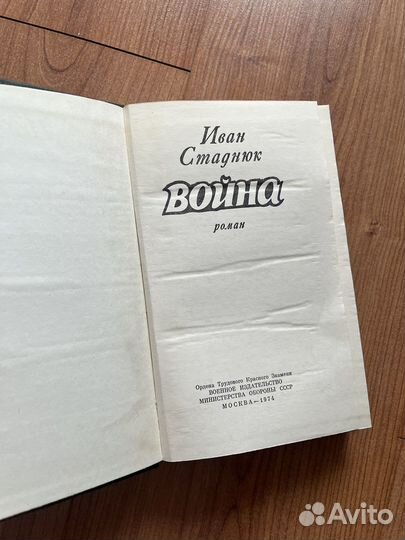 Иван
Стаднюк
ВОЙНА
роман
Ордена Трудового Красного Знамени
ВОЕННОЕ ИЗДАТЕЛЬСТВО
МИНИСТЕРСТВА ОБОРОНЫ СССР
МОСКВА—1974
Avito